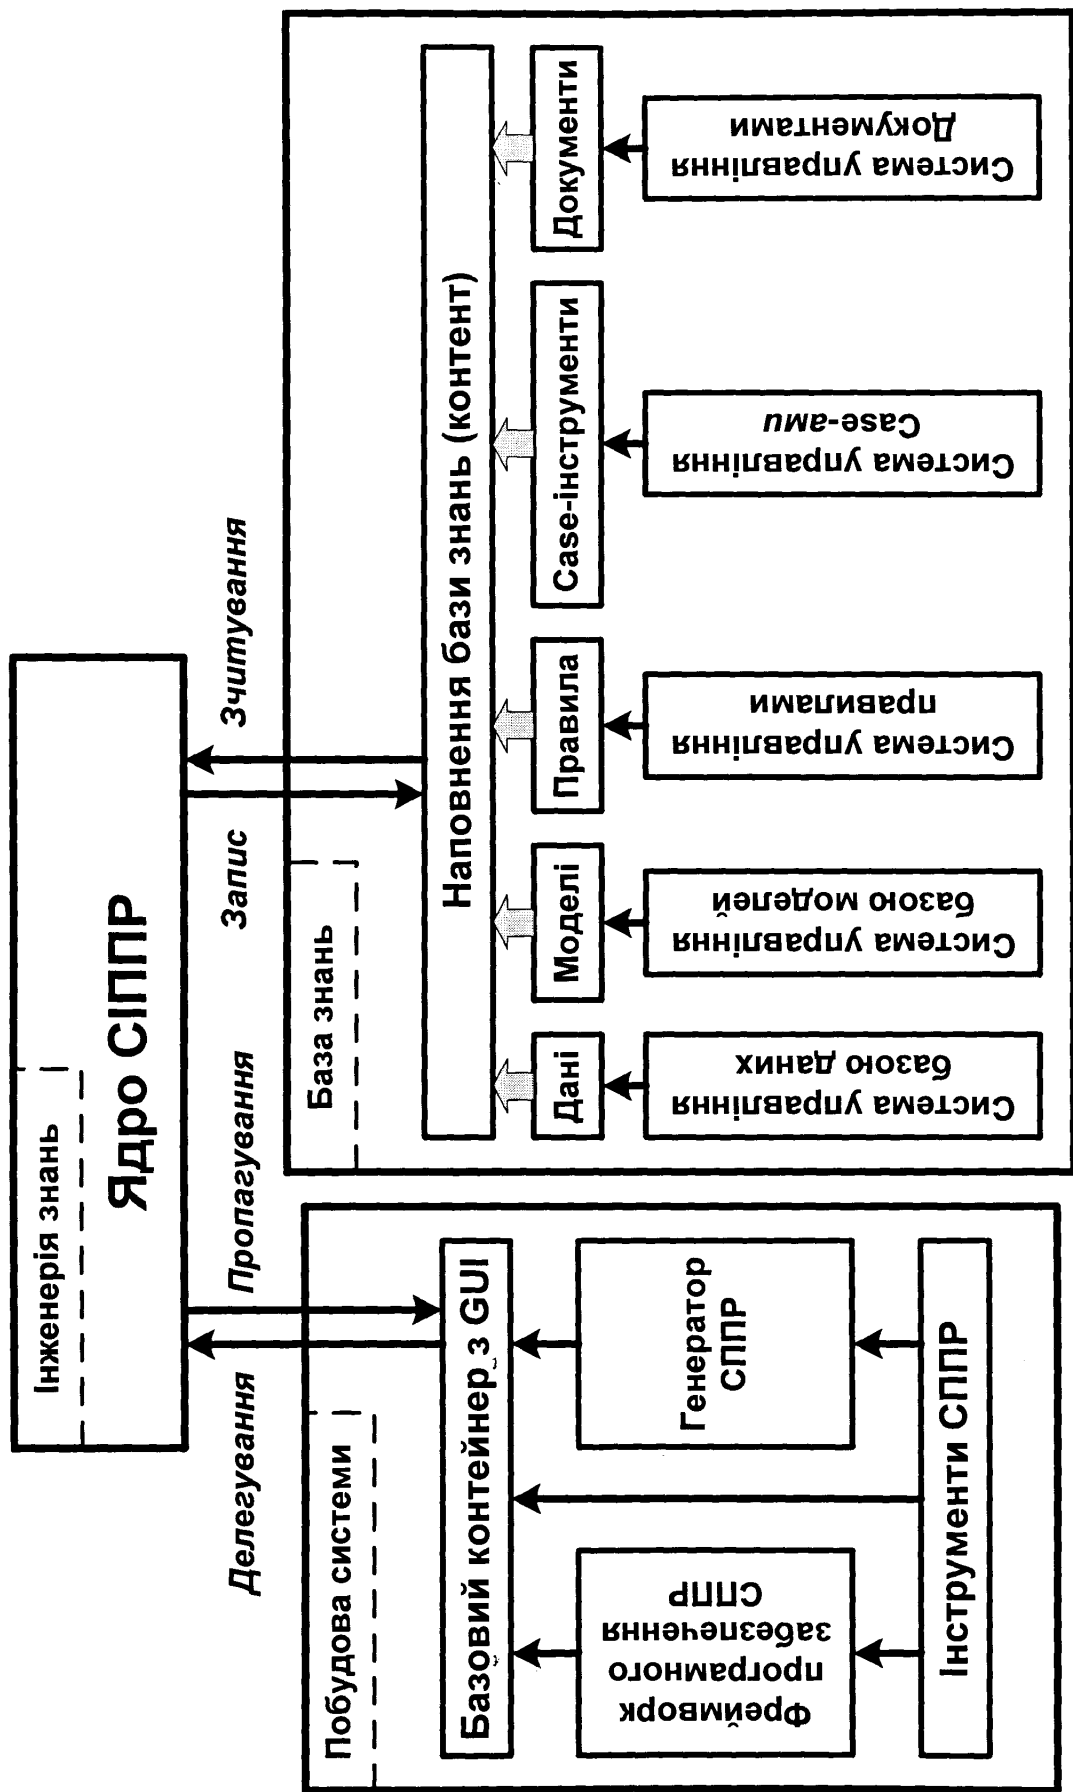 Інженерія знань
Ядро СІППР
Делегування
Пропагування
Запис
Зчитування
Побудова системи
Базовий контейнер з GUI
Фреймворк
програмного
забезпечення
СППР
Генератор
СППР
Інструменти СППР
База знань
Наповнення бази знань (контент)
Дані
Моделі
Правила
Case-інструменти
Документи
Система управління
базою даних
Система управління
базою моделей
Система управління
правилами
Система управління
Case-ами
Система управління
Документами